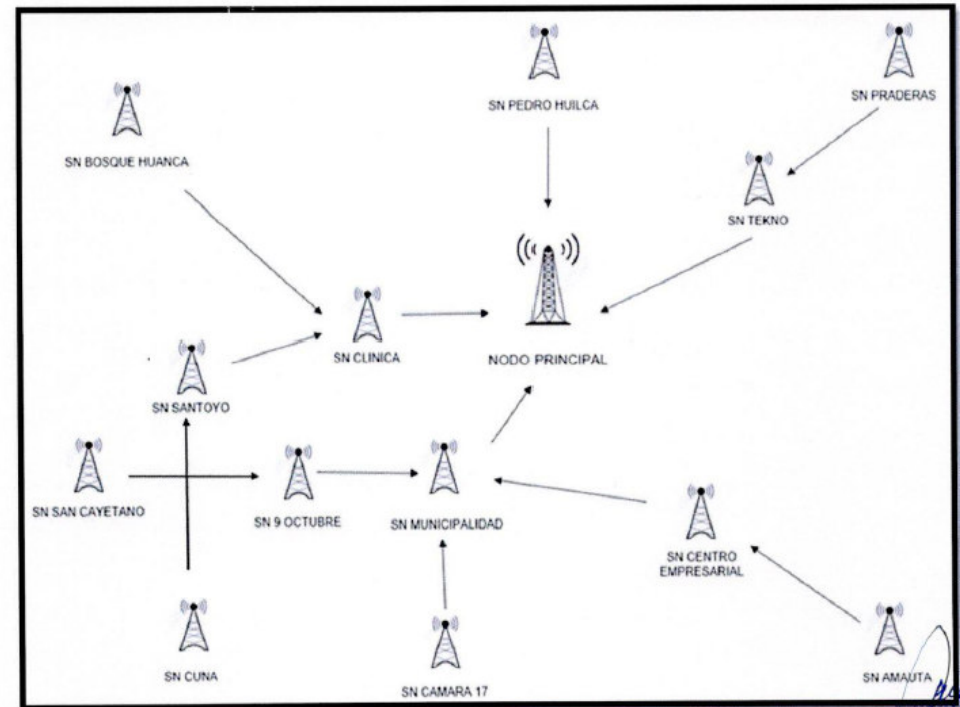 SN PEDRO HUILCA
SN PRADERAS
SN BOSQUE HUANCA
SN TEKNO
SN CLINICA
NODO PRINCIPAL
SN SANTOYO
SN SAN CAYETANO
SN 9 OCTUBRE
SN MUNICIPALIDAD
SN CENTRO
EMPRESARIAL
SN CUNA
SN CAMARA 17
SN AMAUTA